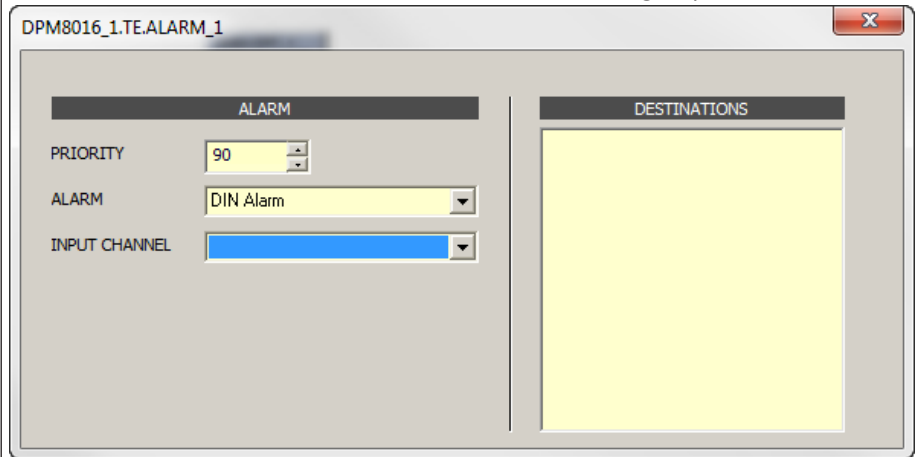 DPM8016_1.TE.ALARM_1
ALARM
PRIORITY 90
ALARM DIN Alarm
INPUT CHANNEL
DESTINATIONS